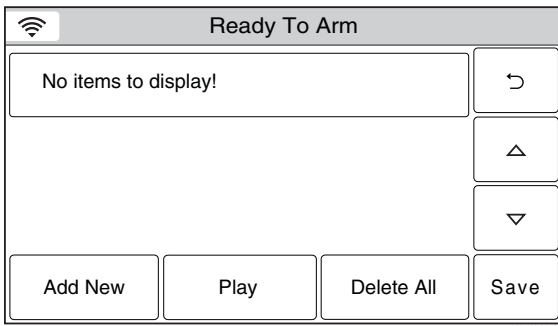 Ready To Arm
No items to display!
Add New
Play
Delete All
Save